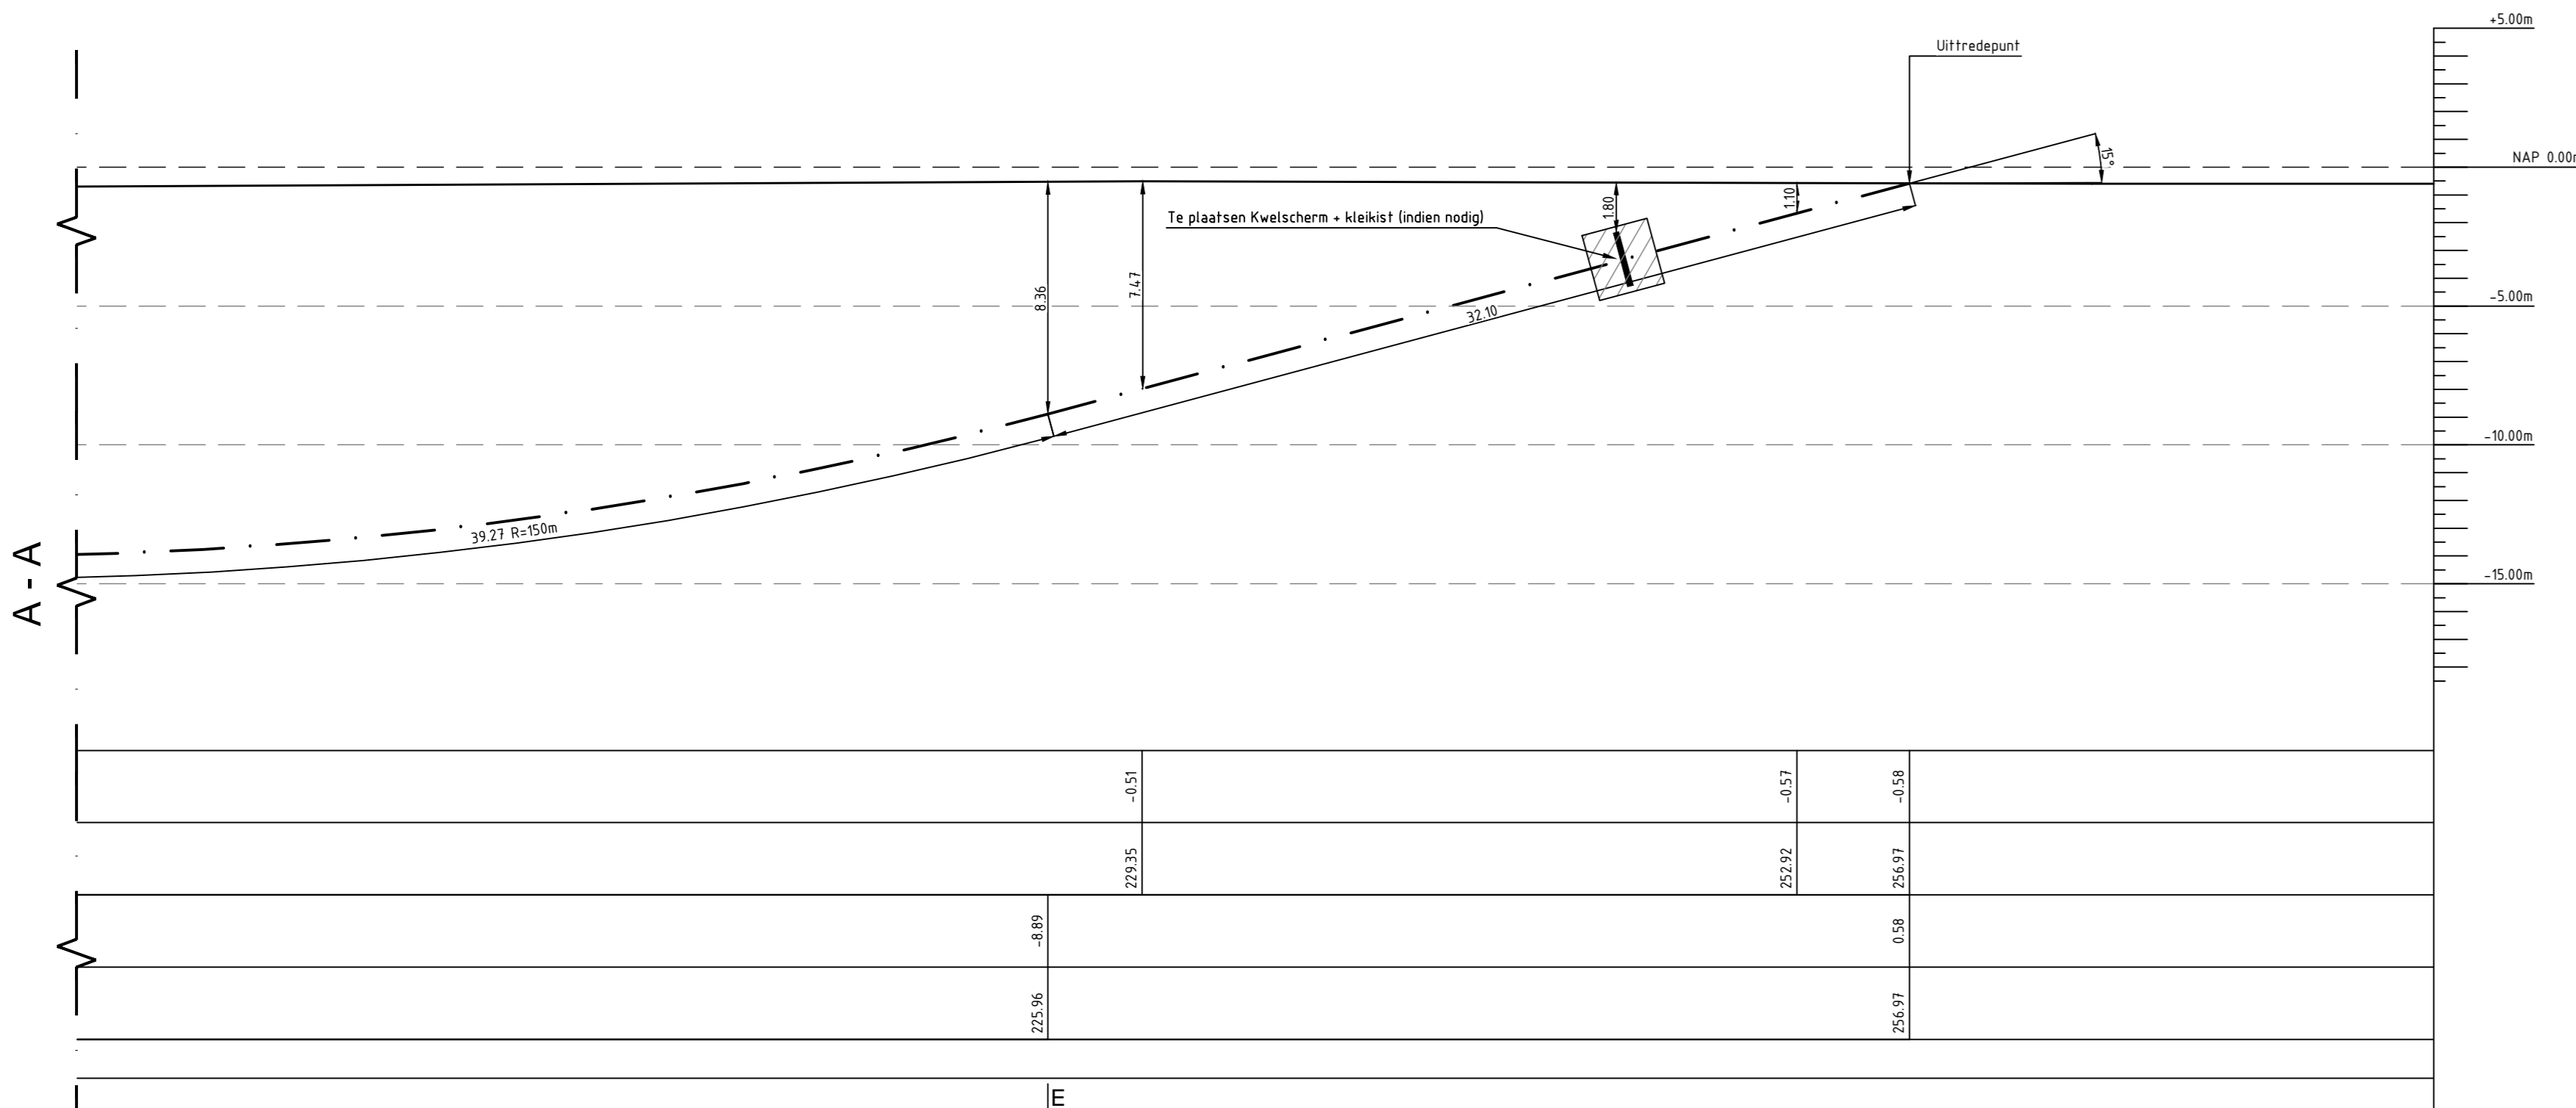 +5.00m
Uittredepunt
15°
NAP 0.00
1.80
1.10
Te plaatsen Kwelscherm + kleikist (indien nodig)
8.36
7.47
-5.00m
32.10
-10.00m
39.27 R=150m
A - A
-15.00m
-0.51
-0.57
-0.58
229.35
252.92
256.97
-8.89
0.58
225.96
256.97
E